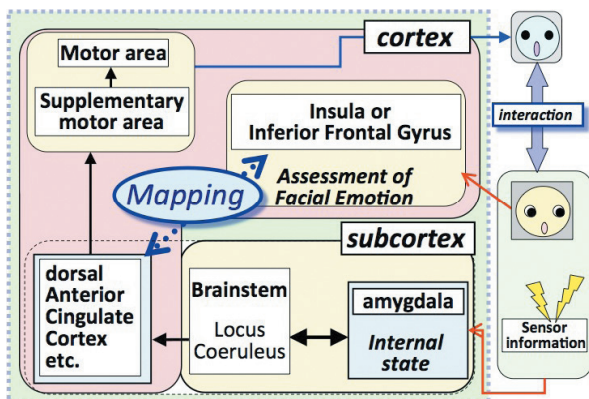 Motor area
Supplementary
motor area
cortex
Insula or
Inferior Frontal Gyrus
Assessment of
Facial Emotion
Mapping
interaction
subcortex
dorsal
Anterior
Cingulate
Cortex
etc.
Brainstem
Locus
Coeruleus
amygdala
Internal
state
Sensor
information